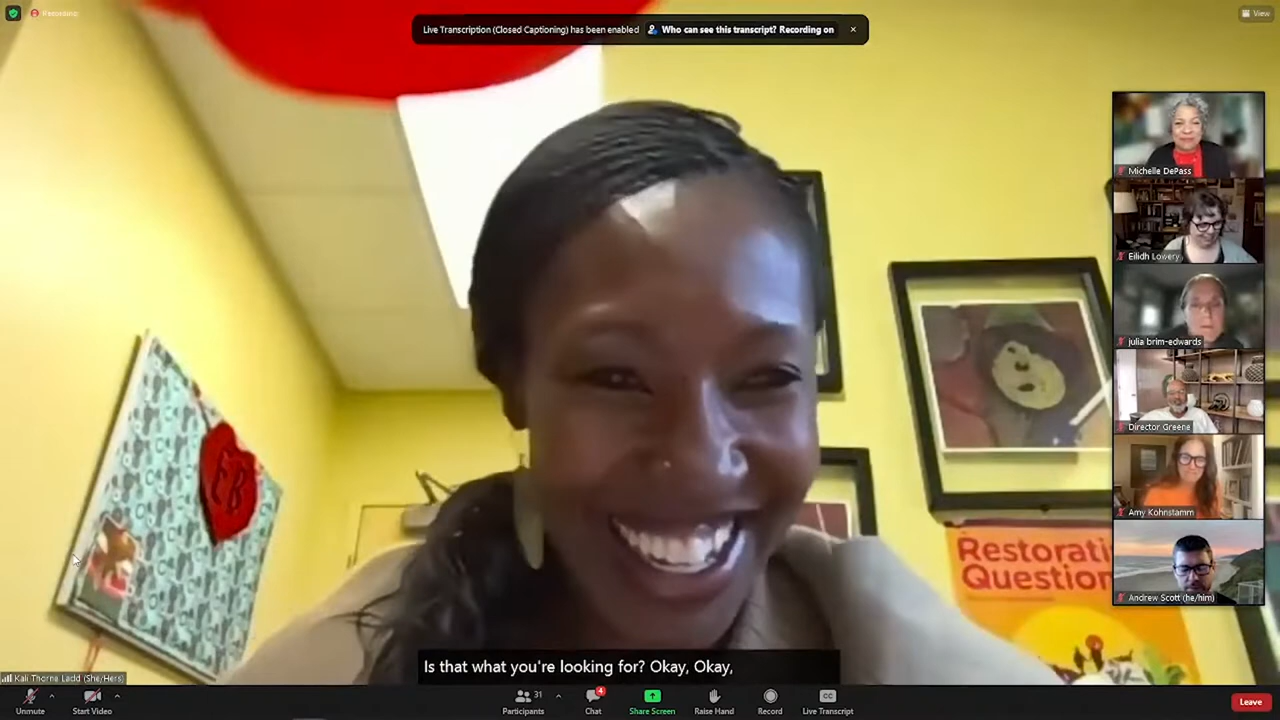 Recording
Live Transcription (Closed Captioning) has been enabled
Who can see this transcript? Recording on
View
Michelle DePass
Eilidh Lowery
julia brim-edwards
Director Greene
Amy Kohnstamm
Andrew Scott (he/him)
EB
Restorati
Question
Is that what you're looking for? Okay, Okay,
Kali Thorne Ladd (She/Hers)
Unmute
Start Video
31
Participants
4
Chat
Share Screen
Raise Hand
Record
CC
Live Transcript
Leave